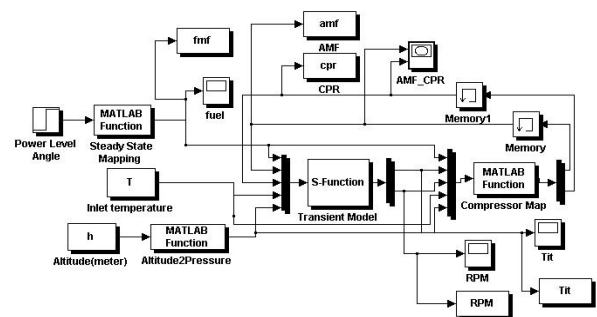 fmf
fuel
amf
AMF
cpr
CPR
AMF_CPR
Memory1
Memory
Power Level
Angle
MATLAB
Function
Steady State
Mapping
T
Inlet temperature
h
Altitude(meter)
MATLAB
Function
Altitude2Pressure
S-Function
Transient Model
MATLAB
Function
Compressor Map
RPM
RPM
Tit
Tit